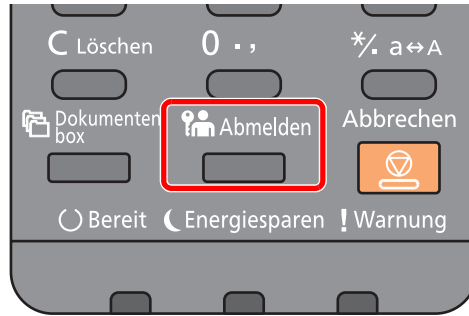 C Löschen
0 . ,
*/. a↔A
Dokumenten
box
Abmelden
Abbrechen
Bereit
Energiesparen
! Warnung